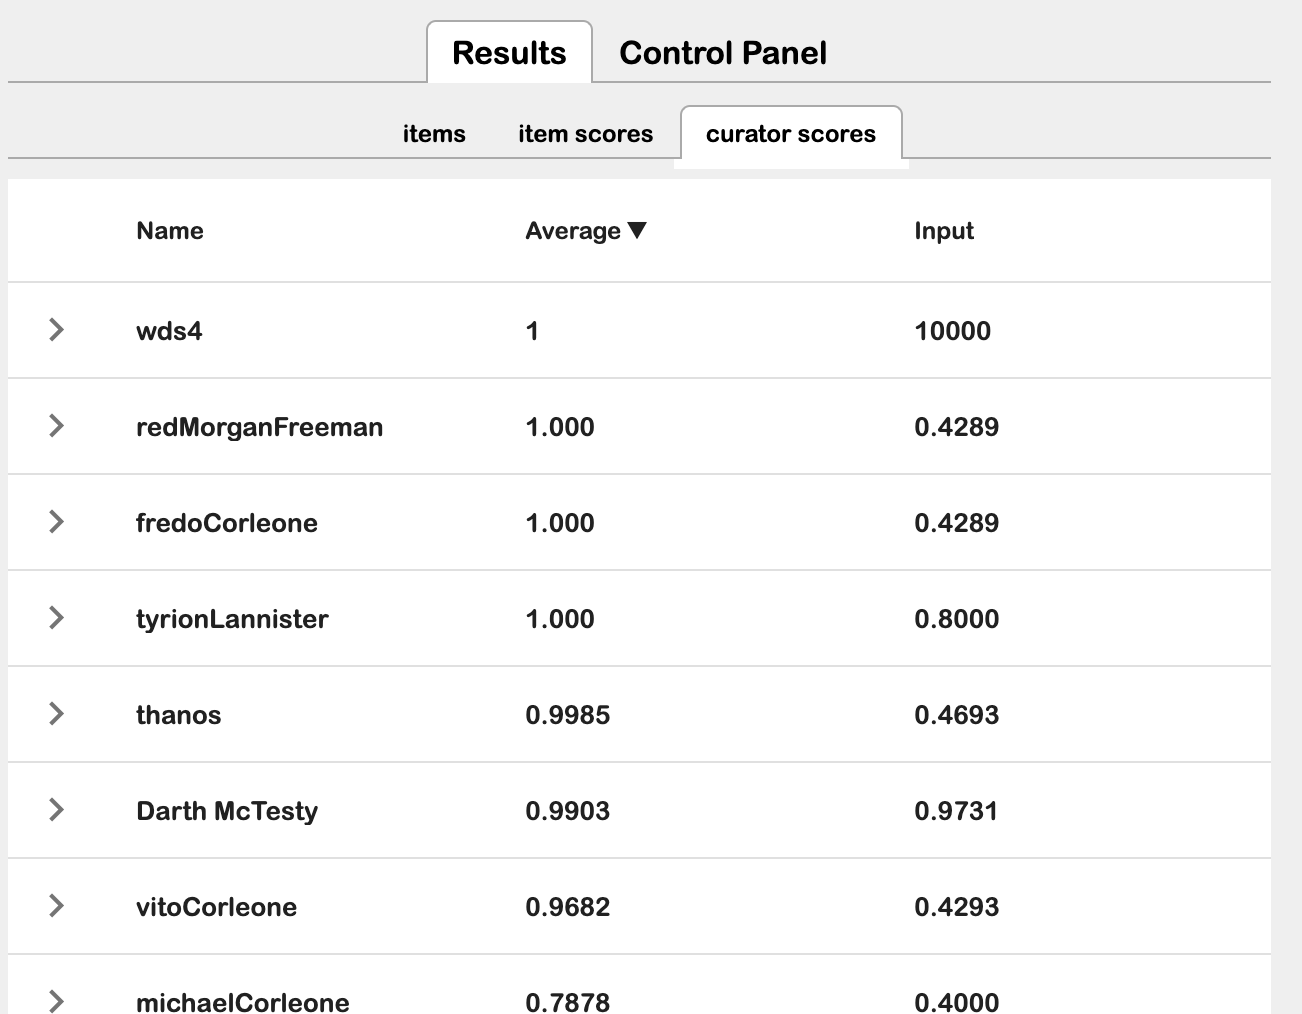 Results Control Panel
items item scores curator scores
Name Average ▼ Input
wds4 1 10000
redMorganFreeman 1.000 0.4289
fredoCorleone 1.000 0.4289
tyrionLannister 1.000 0.8000
thanos 0.9985 0.4693
Darth McTesty 0.9903 0.9731
vitoCorleone 0.9682 0.4293
michaelCorleone 0.7878 0.4000